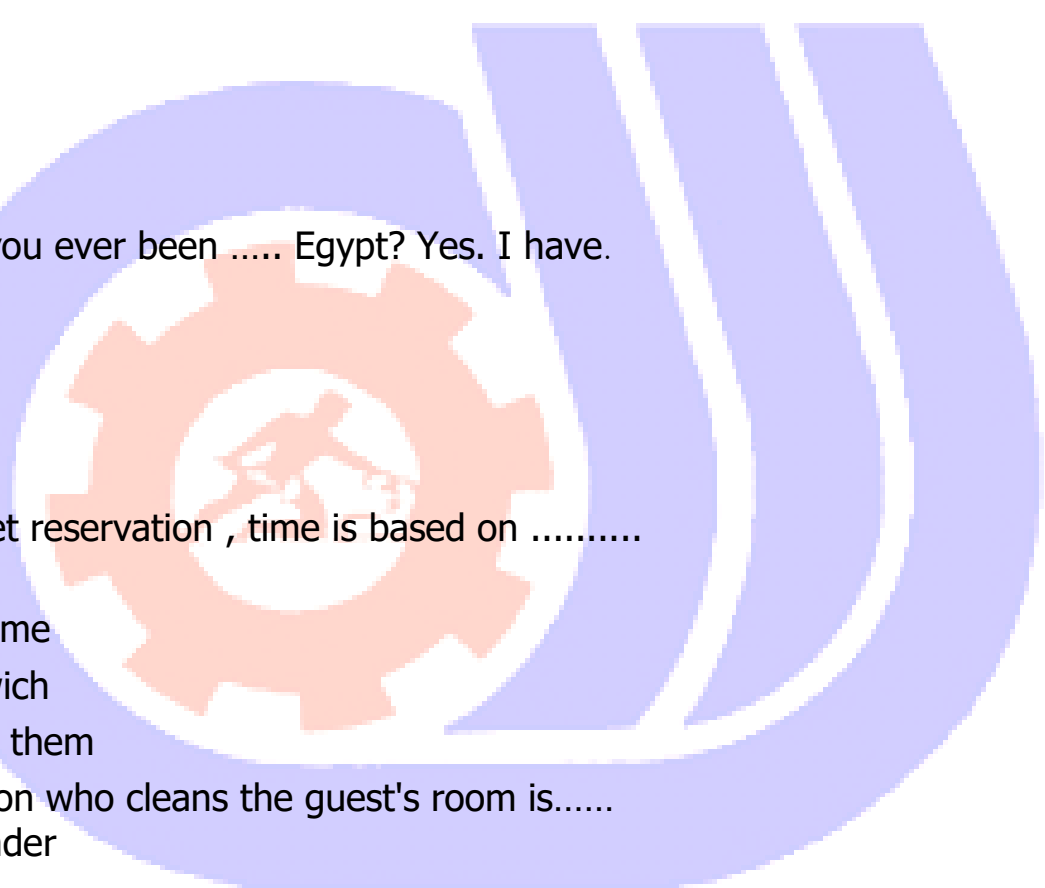 ou ever been ….. Egypt? Yes. I have.
et reservation , time is based on ..........
me
vich
them
on who cleans the guest's room is……
der